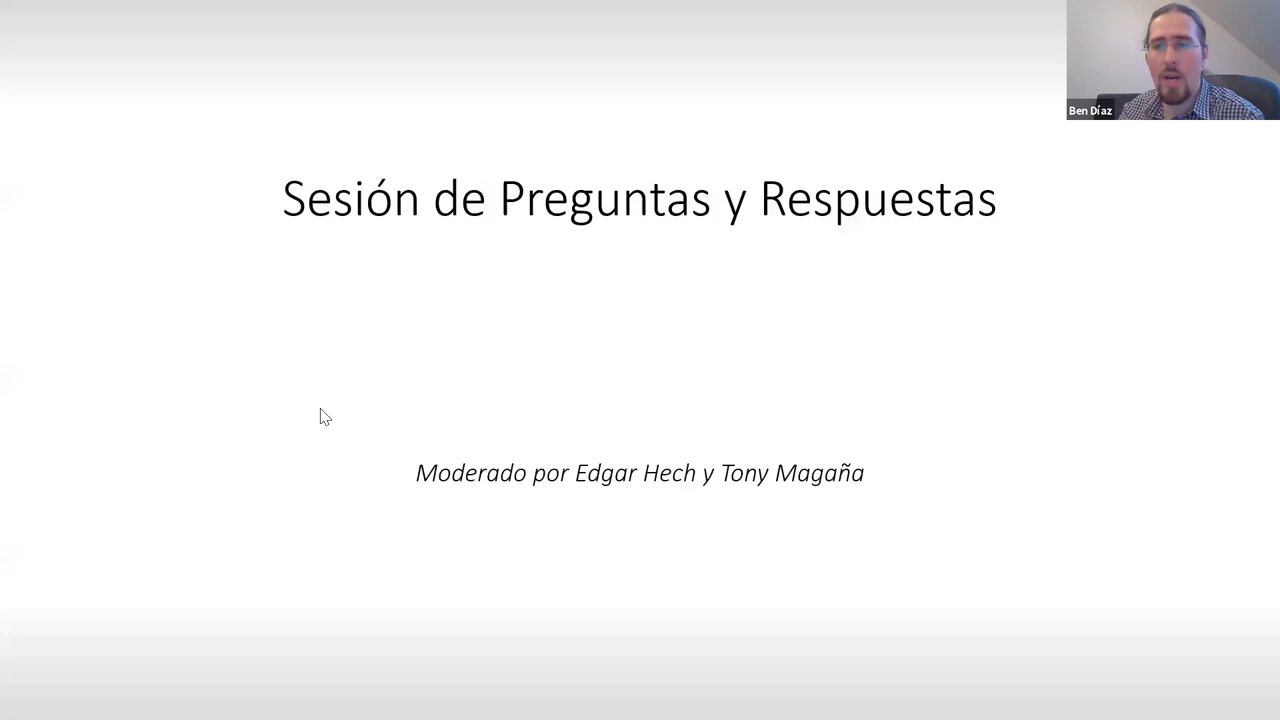 Ben Díaz
Sesión de Preguntas y Respuestas
Moderado por Edgar Hech y Tony Magaña